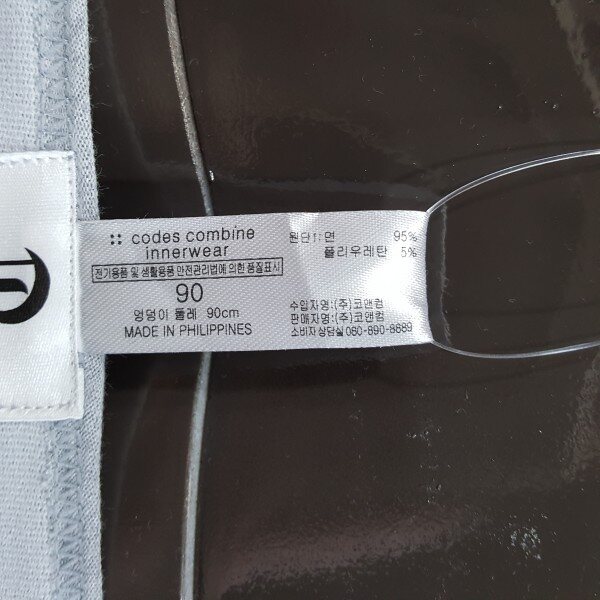 :: codes combine
innerwear
전기용품 및 생활용품 안전관리법에 의한 품질표시
90
엉덩이 둘레 90cm
MADE IN PHILIPPINES
원단1: 면 95%
폴리우레탄 5%
수입자명:(주)코앤컴
판매자명:(주)코앤컴
소비자상담실 080-890-8689